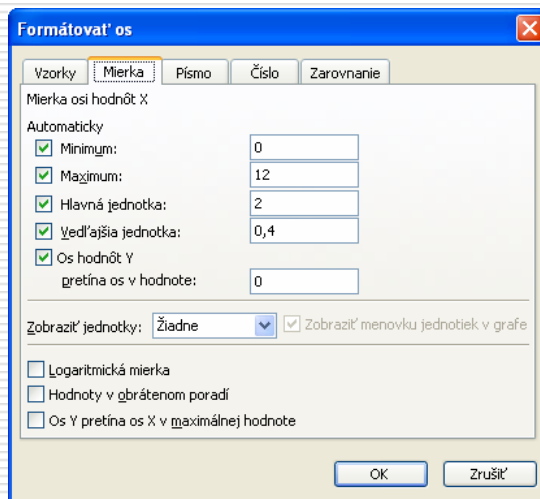 Formátovať os
Vzorky Mierka Písmo Číslo Zarovnanie
Mierka osi hodnôt X
Automaticky
Minimum: 0
Maximum: 12
Hlavná jednotka: 2
Vedľajšia jednotka: 0,4
Os hodnôt Y
pretína os v hodnote: 0
Zobraziť jednotky: Žiadne Zobraziť menovku jednotiek v grafe
Logaritmická mierka
Hodnoty v obrátenom poradí
Os Y pretína os X v maximálnej hodnote
OK Zrušiť